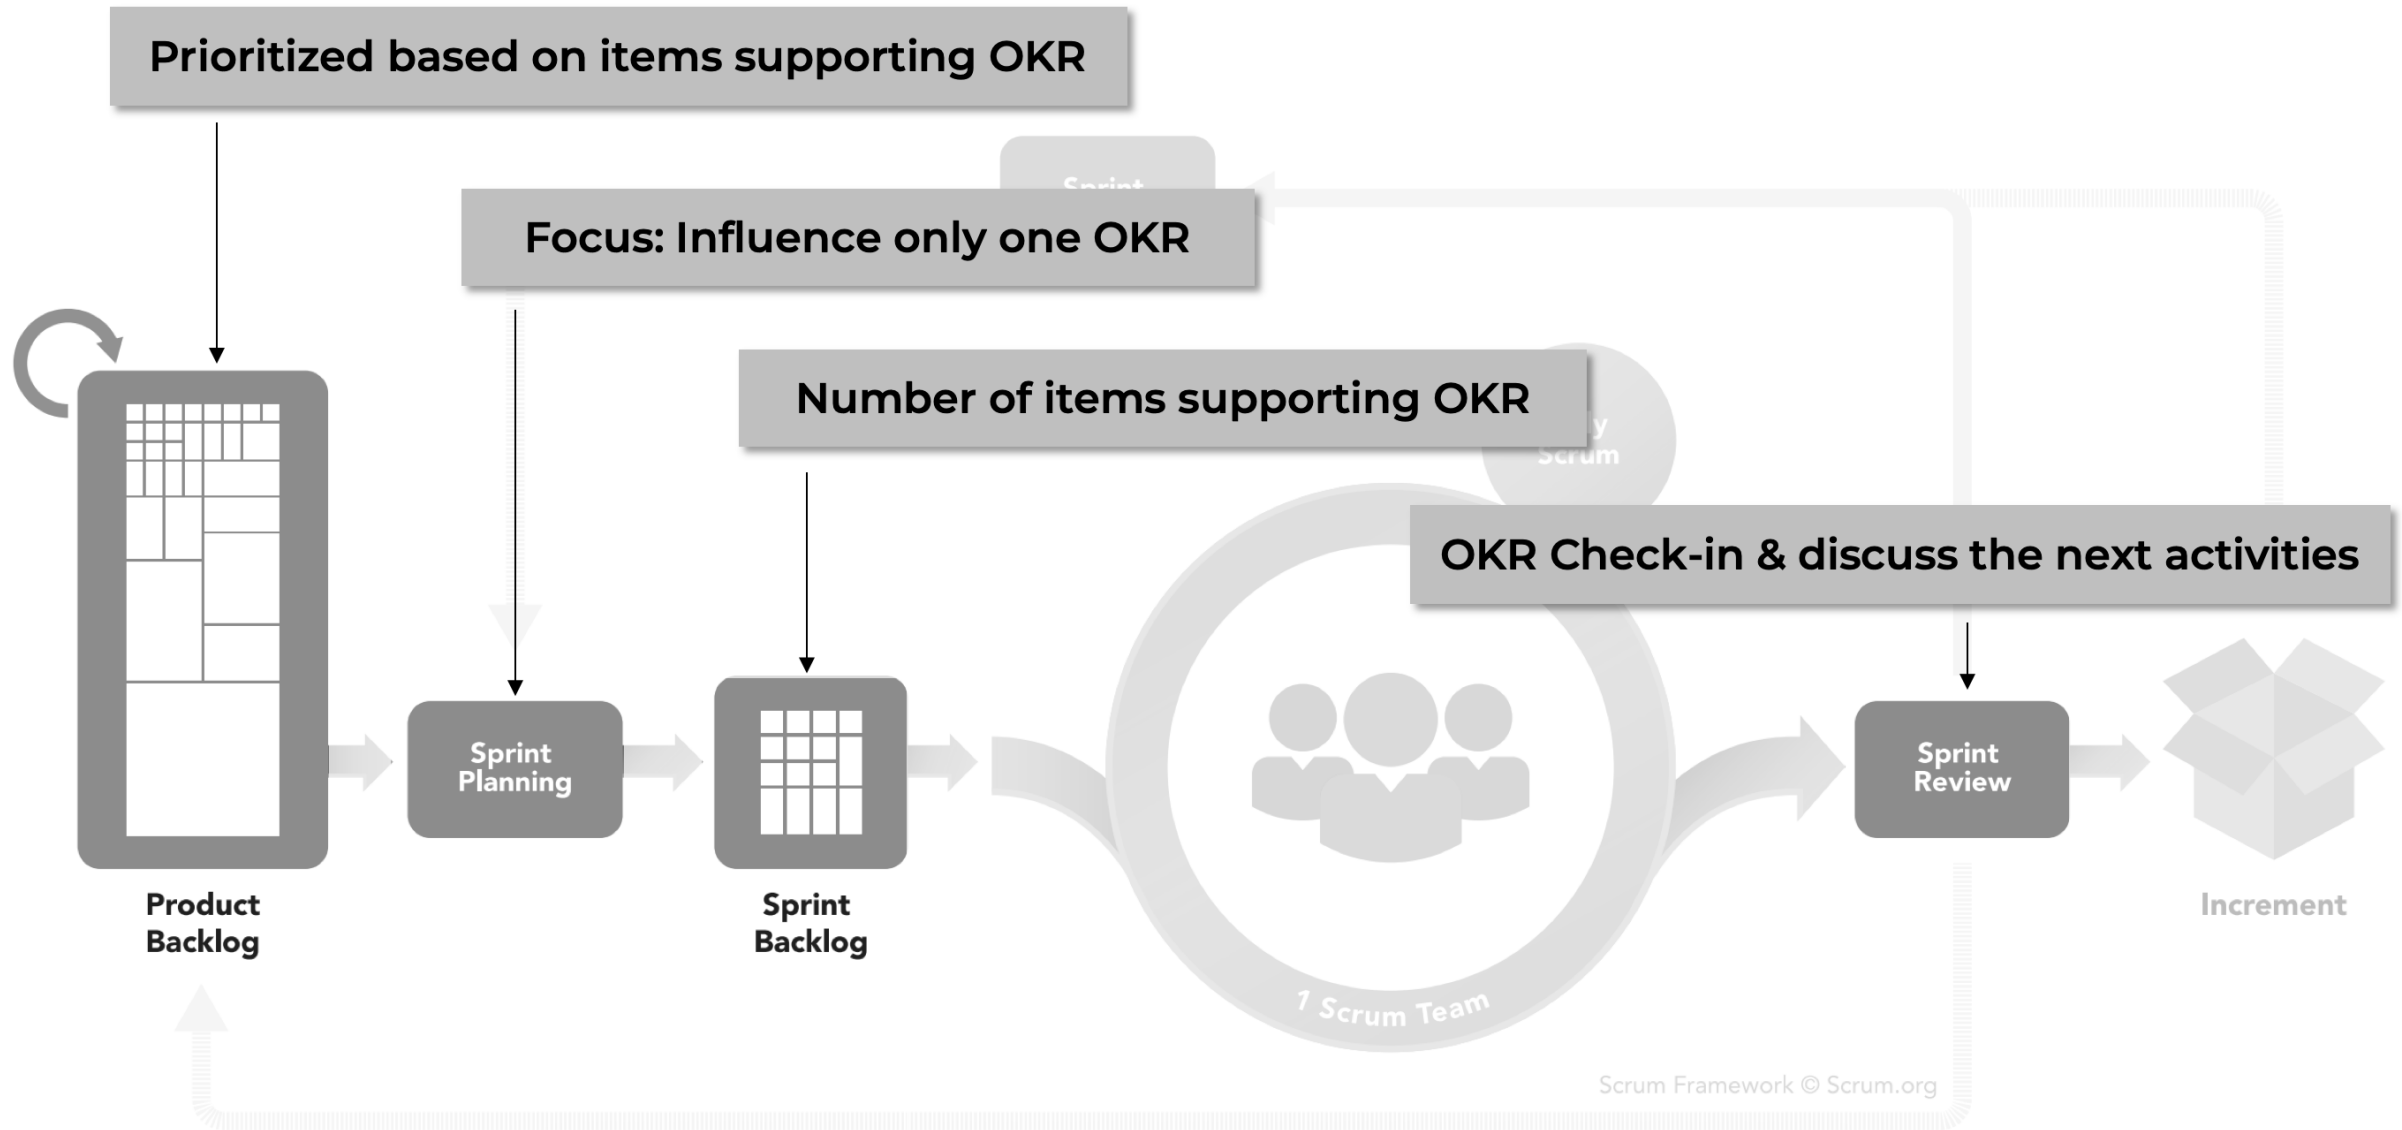 Prioritized based on items supporting OKR
Sprint
Focus: Influence only one OKR
Number of items supporting OKR
Scrum
OKR Check-in & discuss the next activities
Sprint
Planning
Sprint
Review
Product
Backlog
Sprint
Backlog
Increment
1 Scrum Team
Scrum Framework © Scrum.org